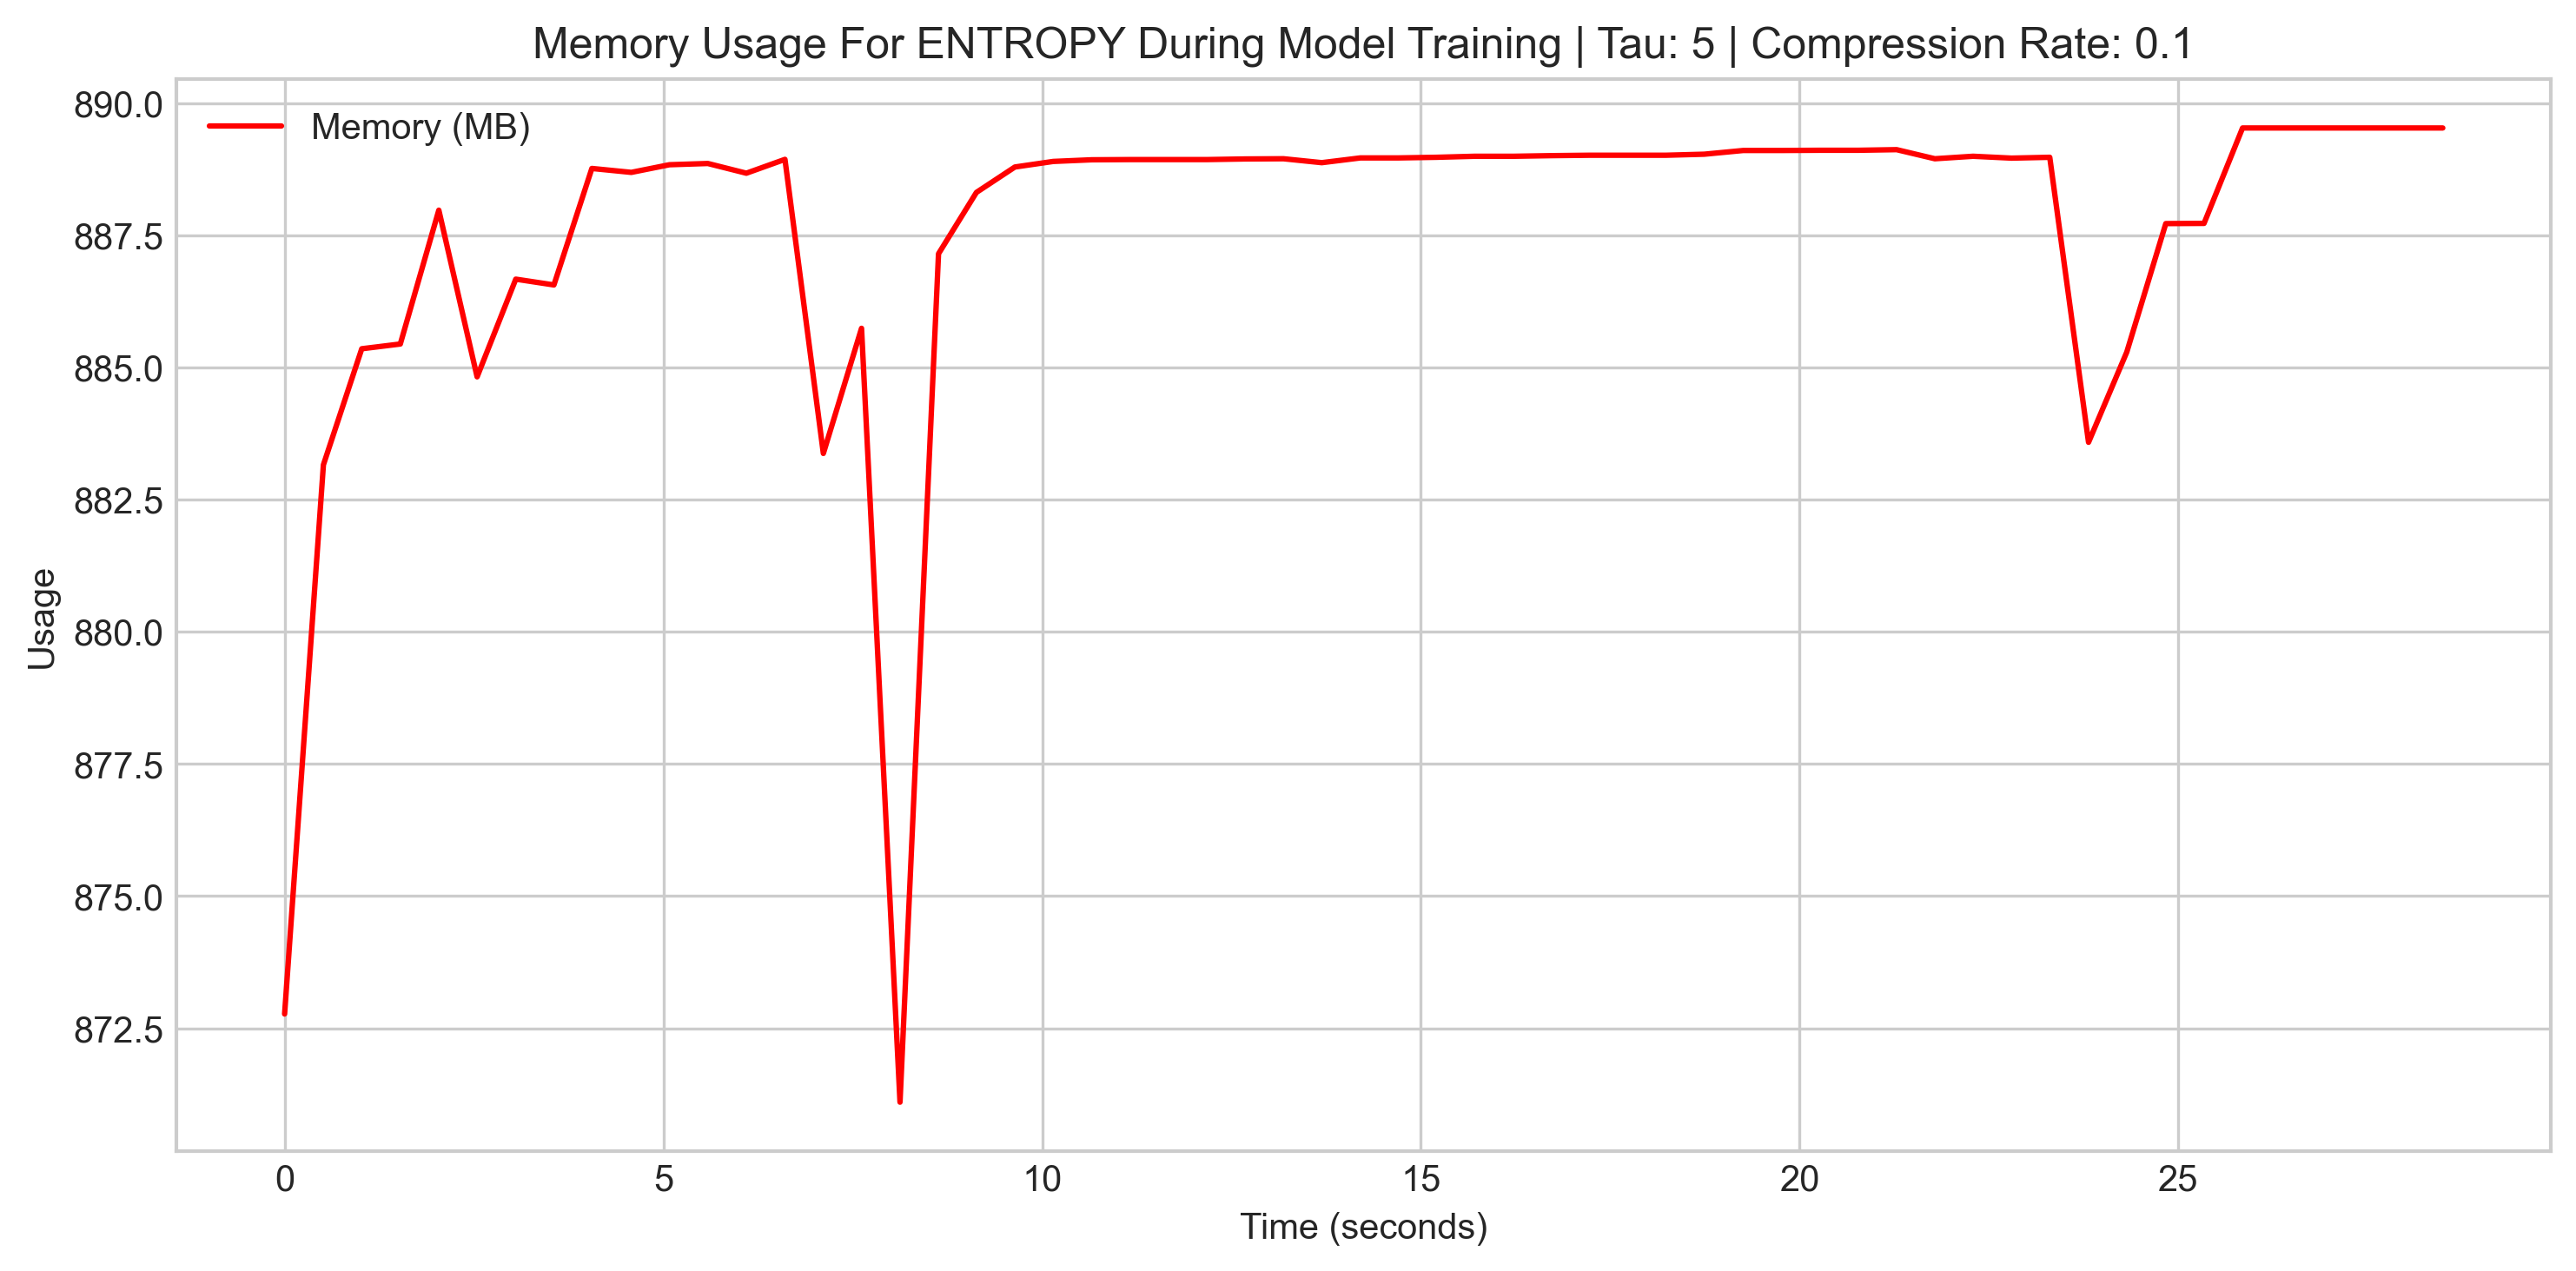 Memory Usage For ENTROPY During Model Training | Tau: 5 | Compression Rate: 0.1
Memory (MB)
890.0
887.5
885.0
882.5
880.0
877.5
875.0
872.5
Usage
0 5 10 15 20 25
Time (seconds)